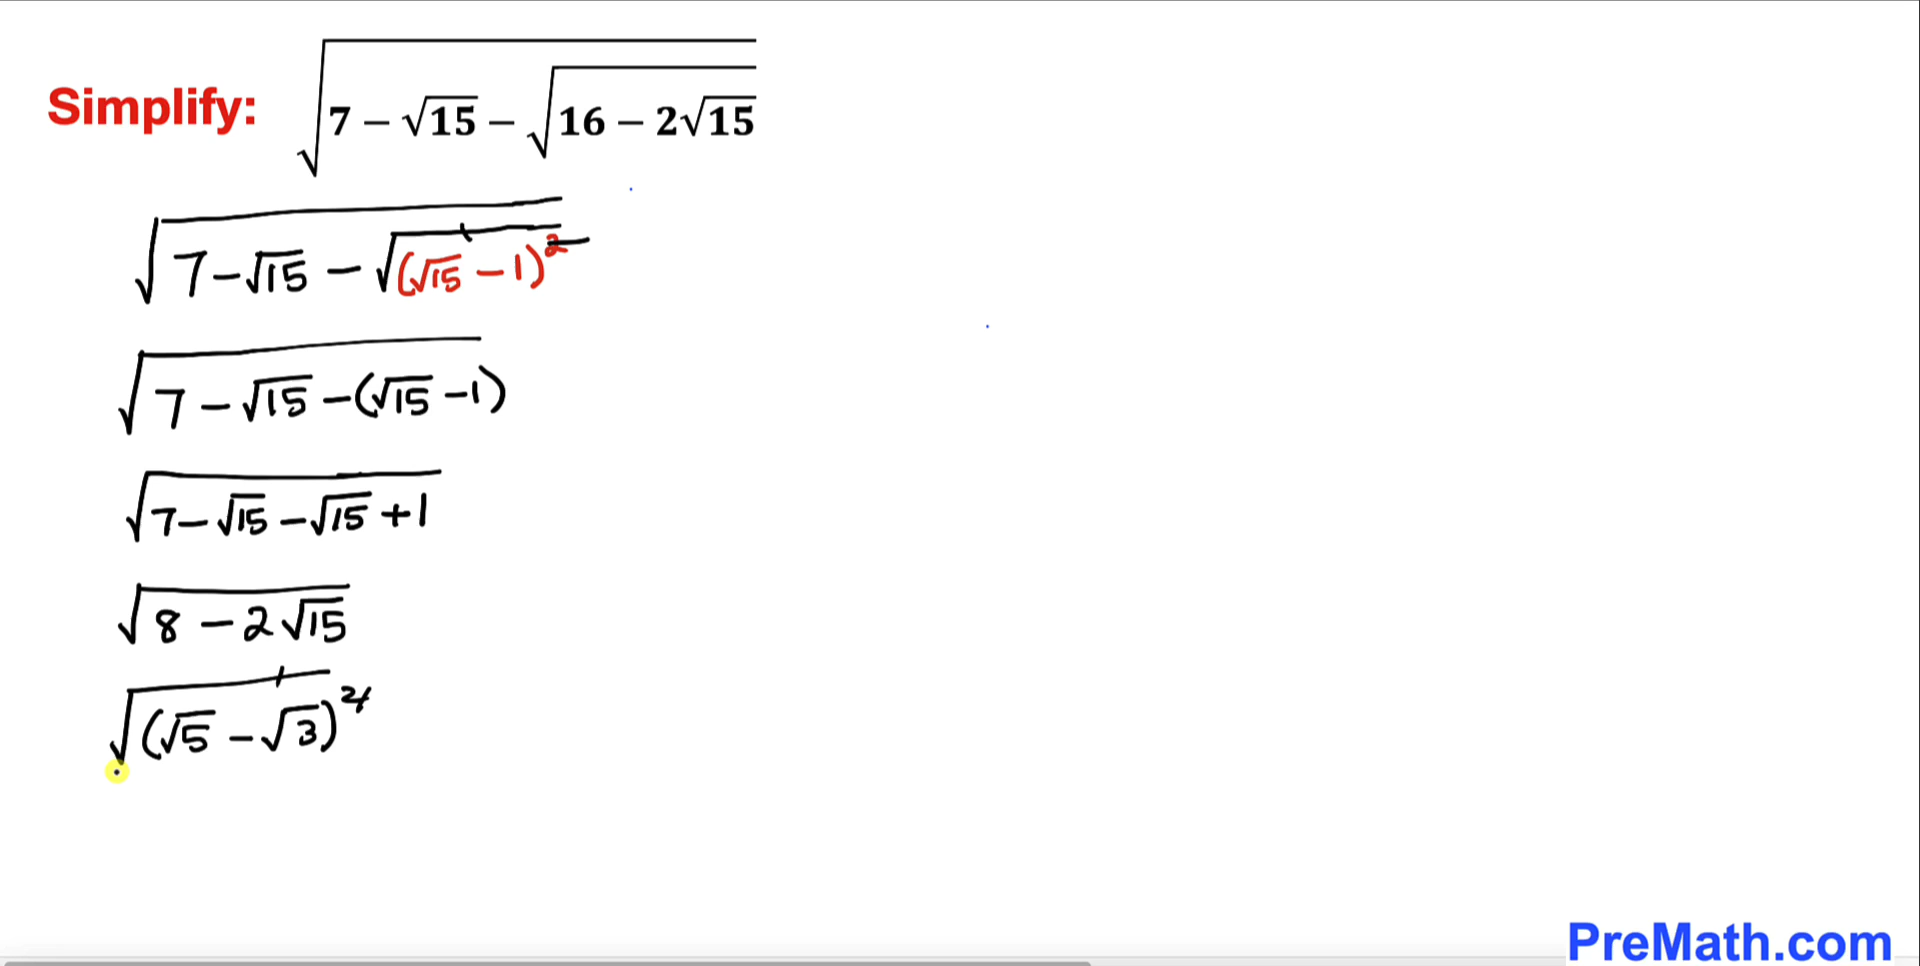 Simplify: √(7 − √15 − √(16 − 2√15))
√(7 − √15 − √((√15 − 1)²))
√(7 − √15 − (√15 − 1))
√(7 − √15 − √15 + 1)
√(8 − 2√15)
√((√5 − √3)²)
PreMath.com